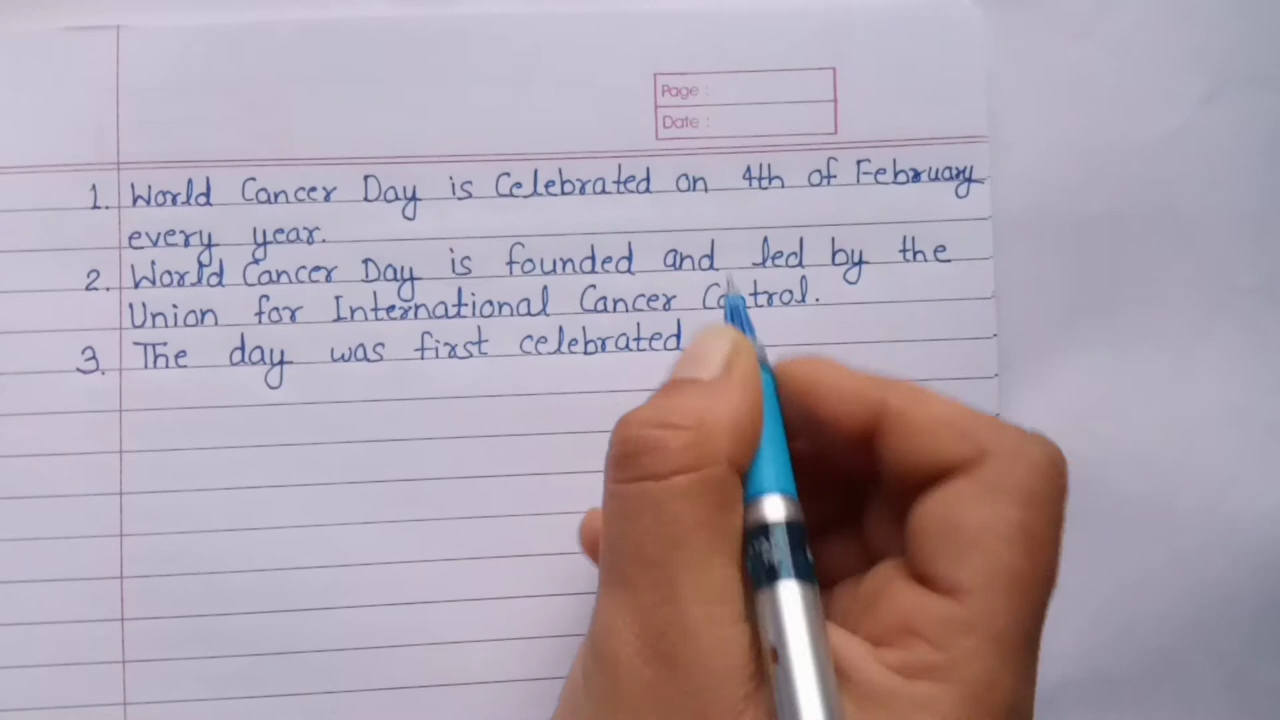 Page :
Date :
1. World Cancer Day is Celebrated on 4th of February
every year.
2. World Cancer Day is founded and led by the
Union for International Cancer Control.
3. The day was first celebrated